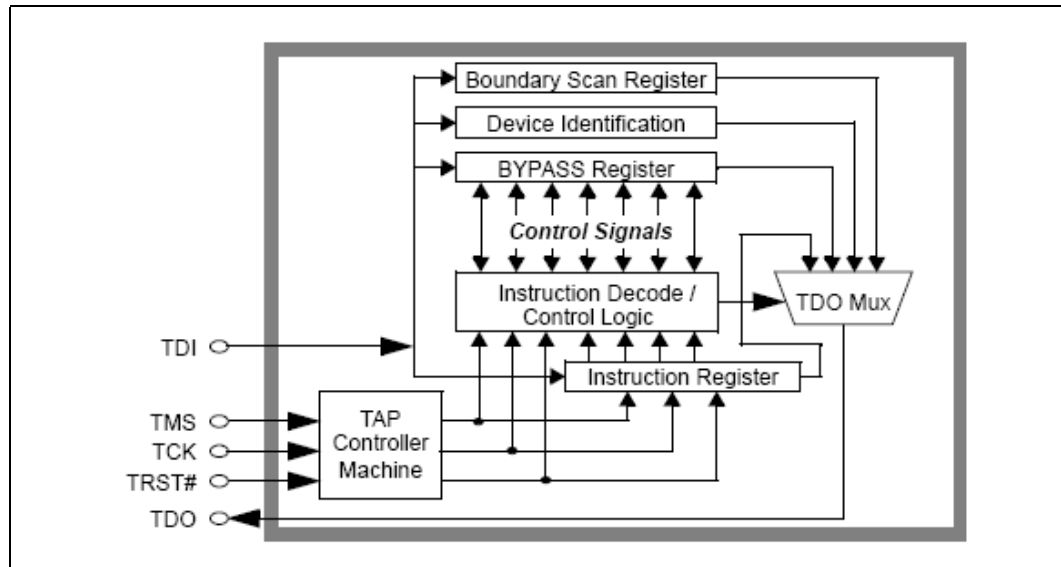 Boundary Scan Register
Device Identification
BYPASS Register
Control Signals
Instruction Decode /
Control Logic
TDO Mux
TDI
Instruction Register
TMS
TCK
TRST#
TDO
TAP
Controller
Machine